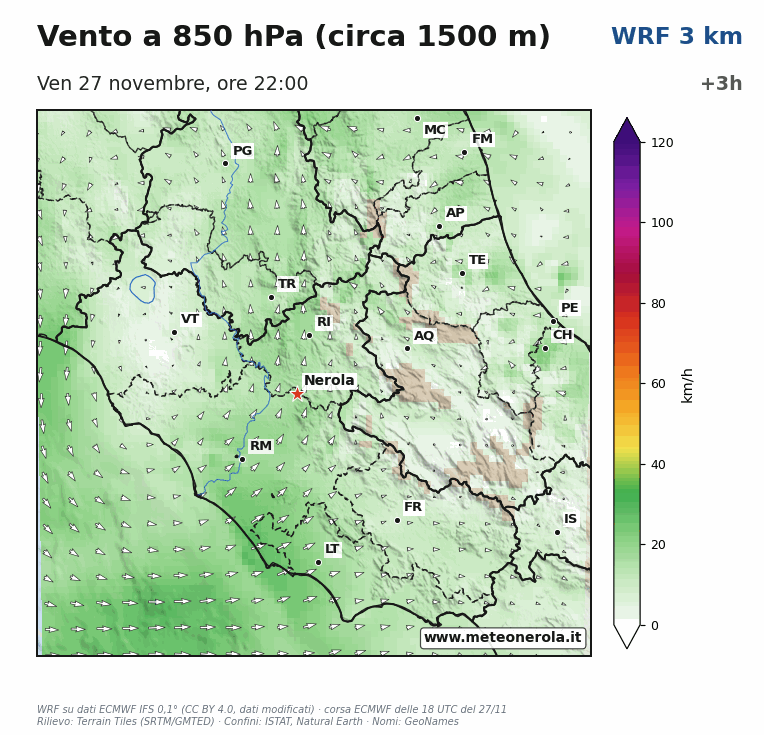 Vento a 850 hPa (circa 1500 m)
WRF 3 km
Ven 27 novembre, ore 22:00
+3h
MC
FM
PG
AP
TE
TR
PE
VT
RI
AQ
CH
Nerola
RM
FR
IS
LT
www.meteonerola.it
120
100
80
60
40
20
0
km/h
WRF su dati ECMWF IFS 0,1° (CC BY 4.0, dati modificati) · corsa ECMWF delle 18 UTC del 27/11
Rilievo: Terrain Tiles (SRTM/GMTED) · Confini: ISTAT, Natural Earth · Nomi: GeoNames